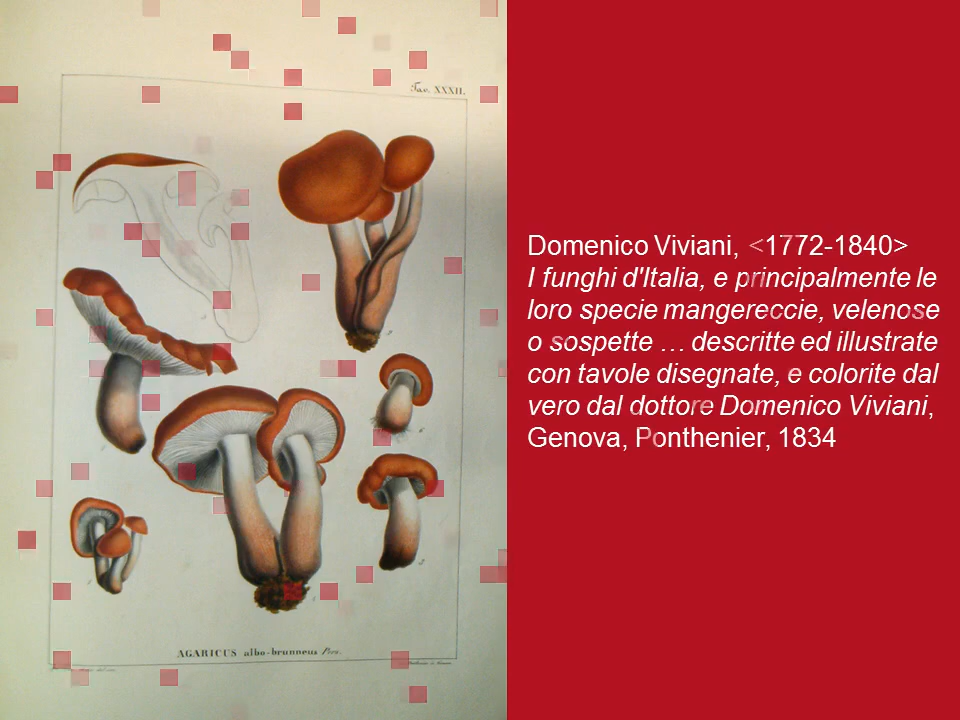 Tav. XXXII.
AGARICUS albo-brunneus Pers.
Domenico Viviani, <1772-1840>
I funghi d'Italia, e principalmente le
loro specie mangereccie, velenose
o sospette … descritte ed illustrate
con tavole disegnate, e colorite dal
vero dal dottore Domenico Viviani,
Genova, Ponthenier, 1834